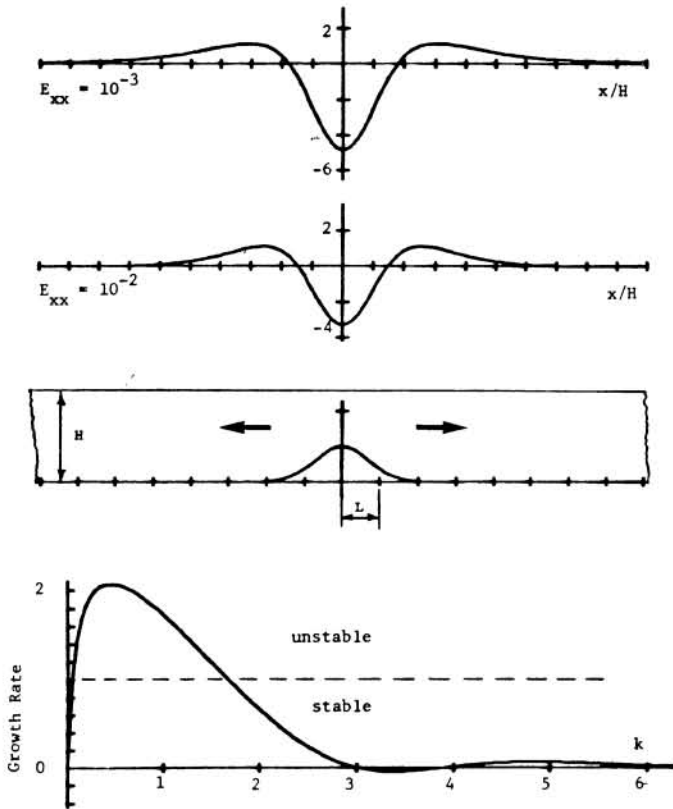 2
E_xx = 10^-3
x/H
-6
2
E_xx = 10^-2
x/H
-4
H
L
2
unstable
stable
Growth Rate
k
0
1 2 3 4 5 6